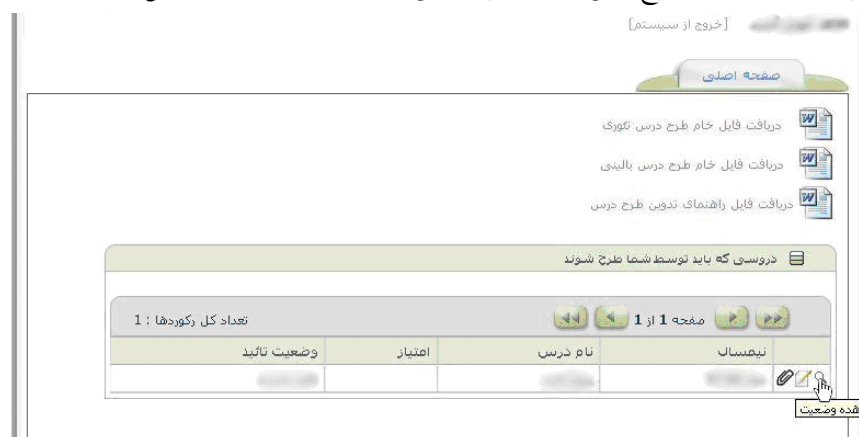 [خروج از سیستم]
صفحه اصلی
دریافت فایل خام طرح درس تئوری
دریافت فایل خام طرح درس بالینی
دریافت فایل راهنمای تدوین طرح درس
دروسی که باید توسط شما طرح شوند
صفحه 1 از 1 تعداد کل رکوردها : 1
نیمسال نام درس امتیاز وضعیت تائید
وضعیت